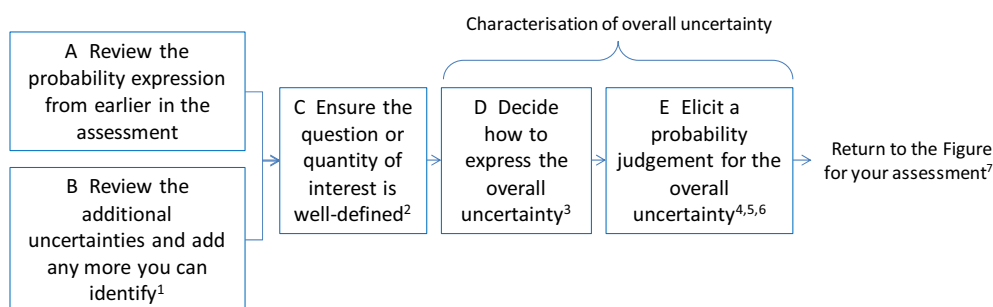 Characterisation of overall uncertainty
A Review the
probability expression
from earlier in the
assessment
B Review the
additional
uncertainties and add
any more you can
identify¹
C Ensure the
question or
quantity of
interest is
well-defined²
D Decide
how to
express the
overall
uncertainty³
E Elicit a
probability
judgement for the
overall
uncertainty⁴,⁵,⁶
Return to the Figure
for your assessment⁷